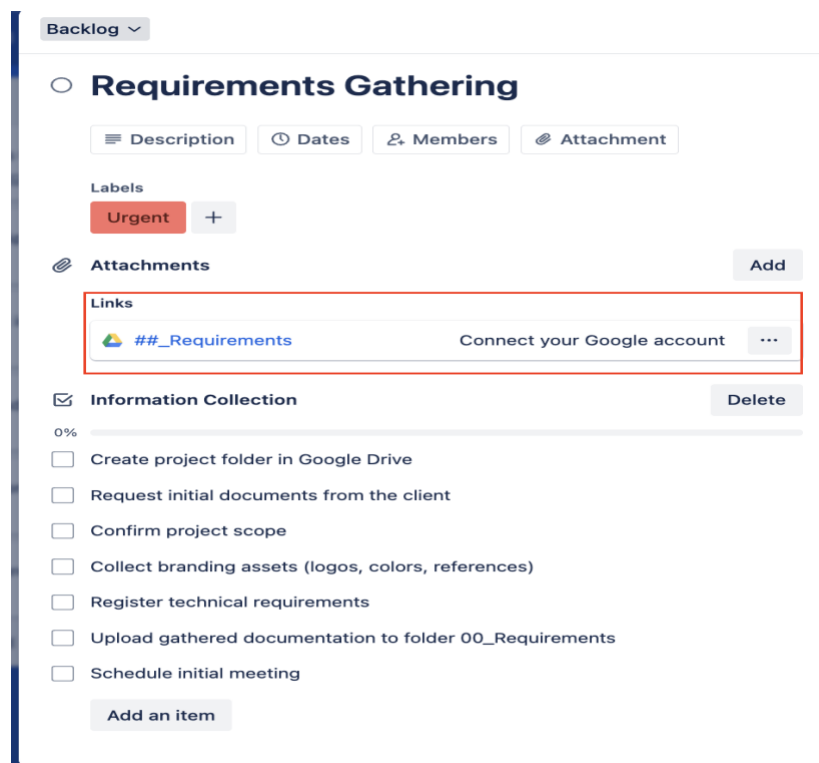 Backlog
Requirements Gathering
Description Dates Members Attachment
Labels
Urgent +
Attachments Add
Links
##_Requirements Connect your Google account ...
Information Collection Delete
0%
Create project folder in Google Drive
Request initial documents from the client
Confirm project scope
Collect branding assets (logos, colors, references)
Register technical requirements
Upload gathered documentation to folder 00_Requirements
Schedule initial meeting
Add an item